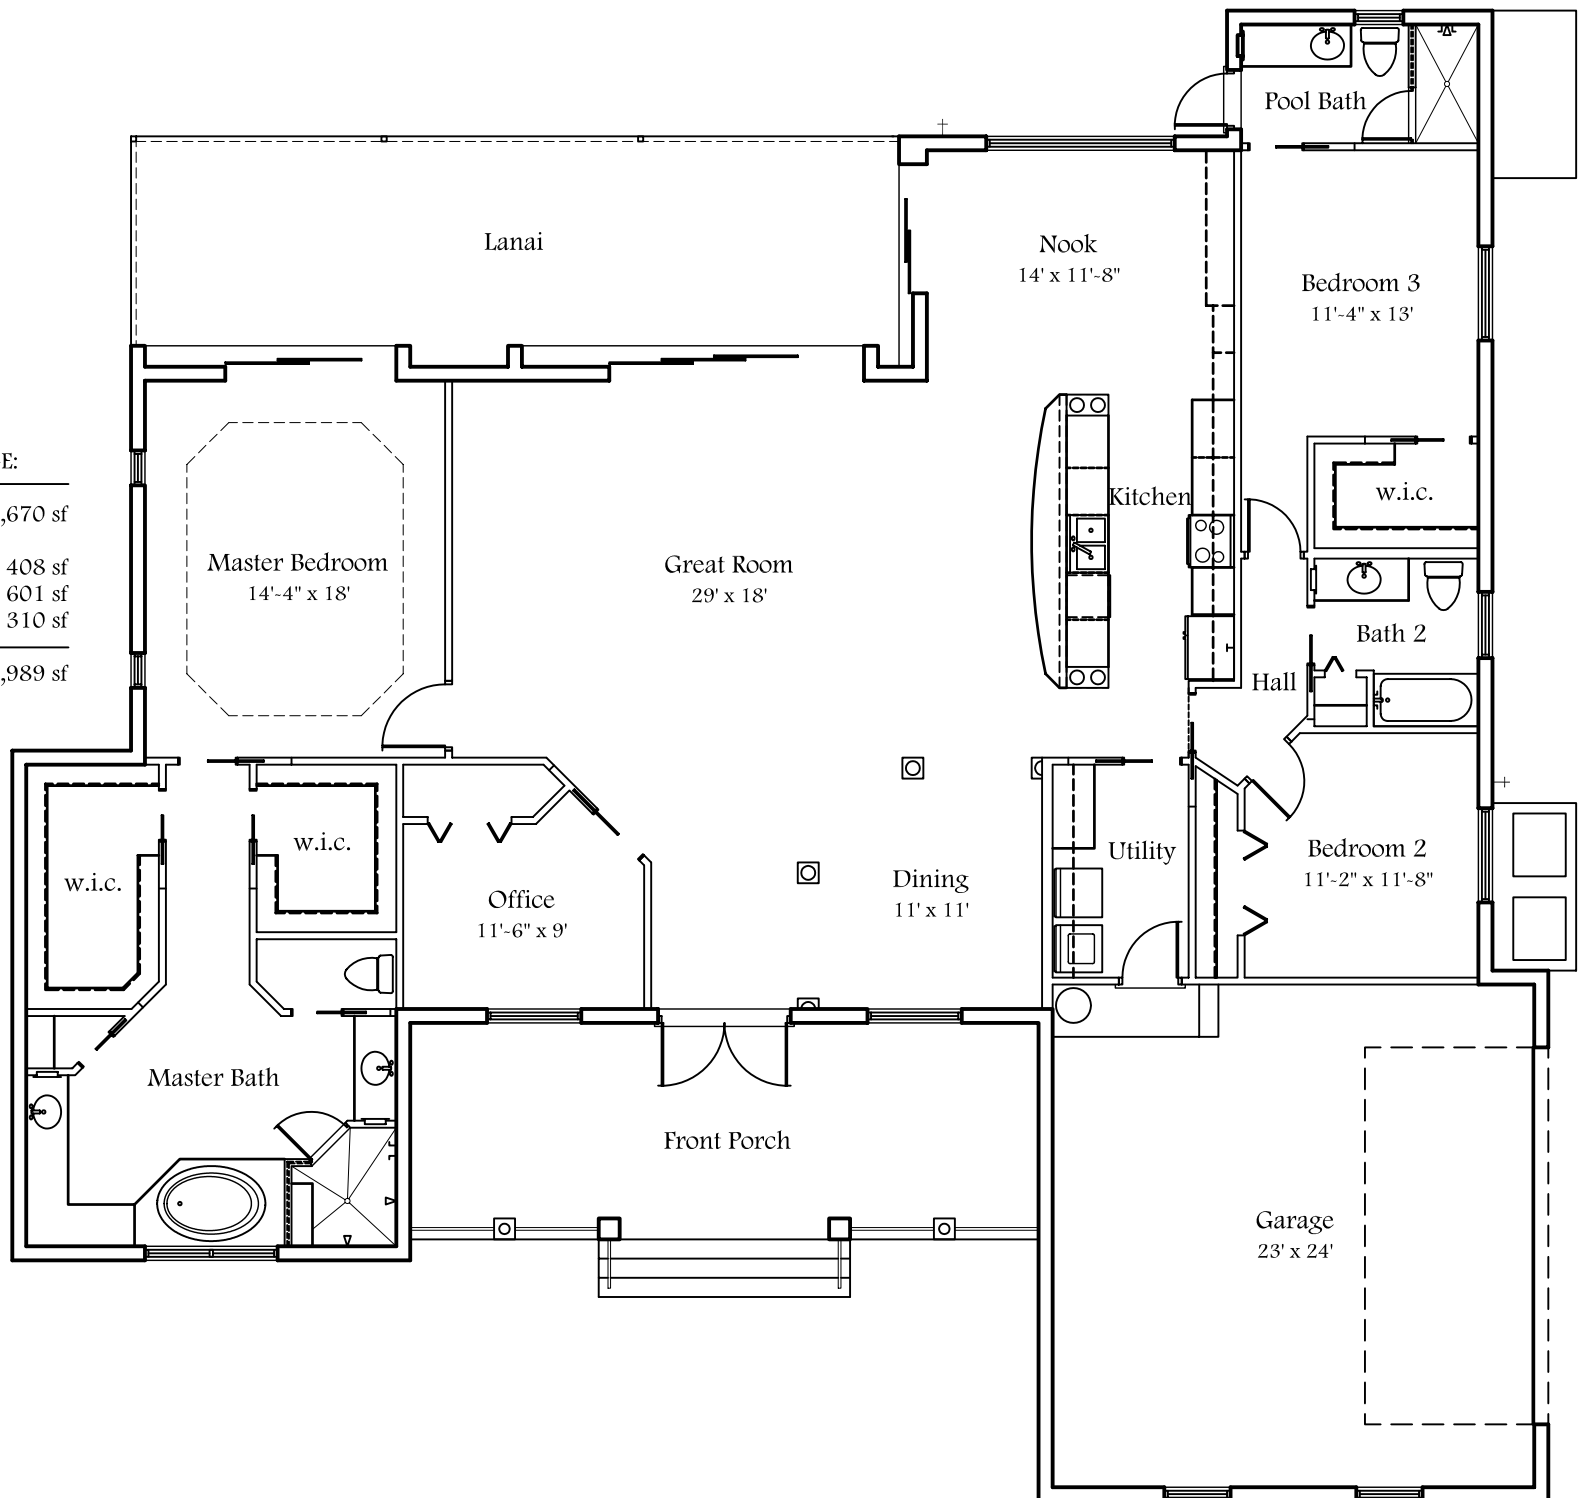 Pool Bath
Lanai
Nook
14' x 11'-8"
Bedroom 3
11'-4" x 13'
E:
,670 sf
408 sf
601 sf
310 sf
,989 sf
Kitchen
w.i.c.
Master Bedroom
14'-4" x 18'
Great Room
29' x 18'
Bath 2
Hall
w.i.c.
w.i.c.
Office
11'-6" x 9'
Dining
11' x 11'
Utility
Bedroom 2
11'-2" x 11'-8"
Master Bath
Front Porch
Garage
23' x 24'